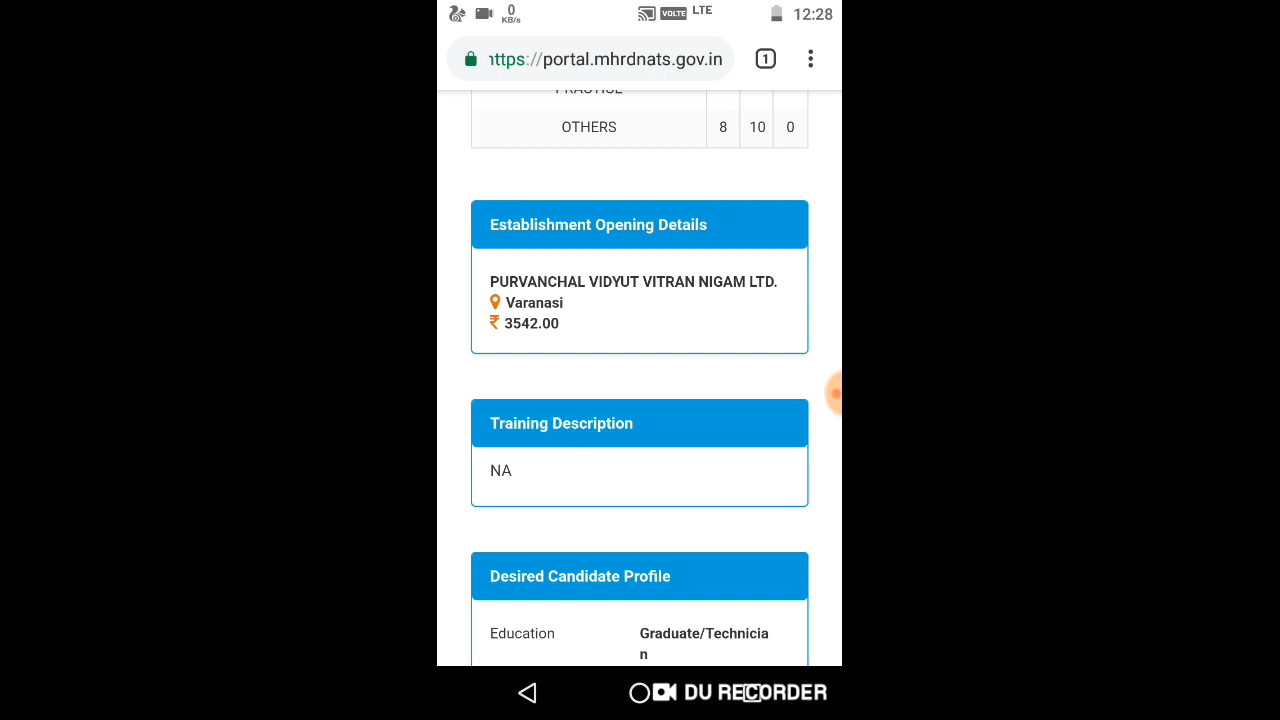 0
KB/s
VOLTE LTE
12:28
https://portal.mhrdnats.gov.in
1
PRACTICE
OTHERS 8 10 0
Establishment Opening Details
PURVANCHAL VIDYUT VITRAN NIGAM LTD.
Varanasi
₹ 3542.00
Training Description
NA
Desired Candidate Profile
Education Graduate/Technicia
n
DU RECORDER